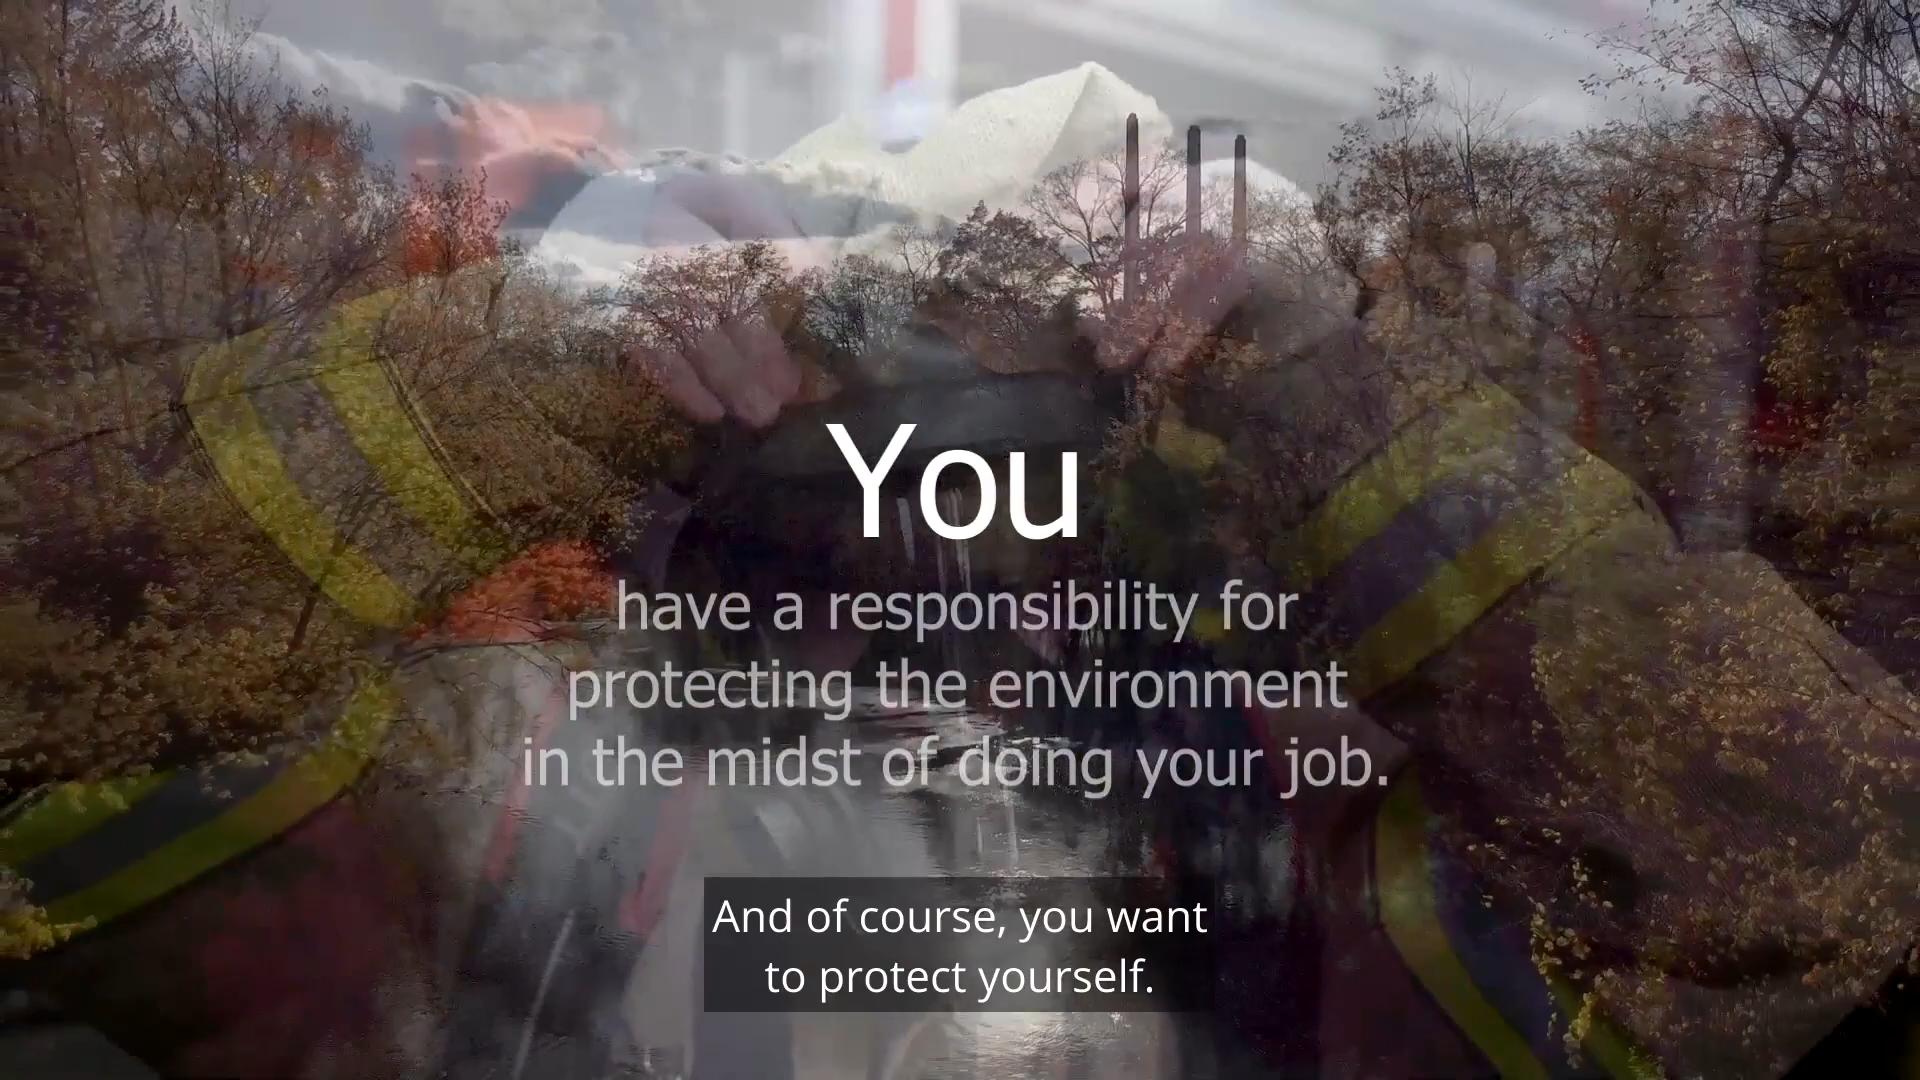 You
have a responsibility for
protecting the environment
in the midst of doing your job.
And of course, you want
to protect yourself.